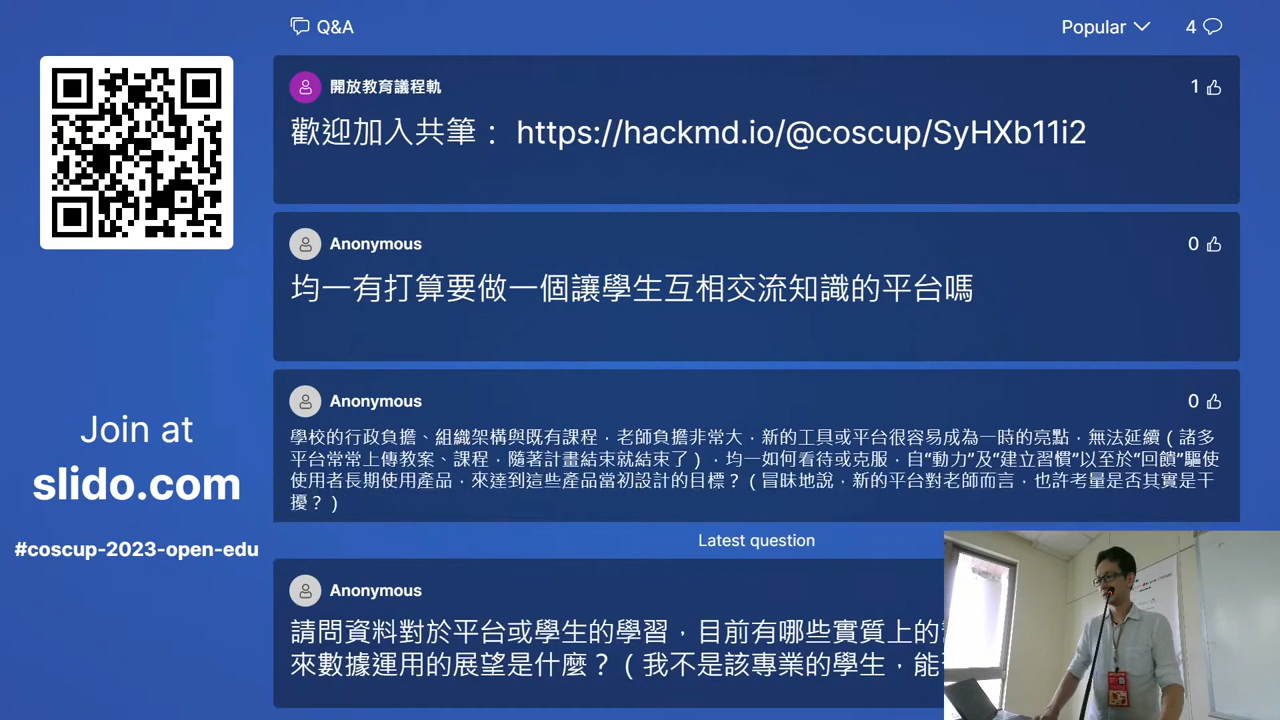 Q&A
Popular
4
開放教育議程軌
1
歡迎加入共筆： https://hackmd.io/@coscup/SyHXb11i2
Anonymous
0
均一有打算要做一個讓學生互相交流知識的平台嗎
Anonymous
0
學校的行政負擔、組織架構與既有課程，老師負擔非常大，新的工具或平台很容易成為一時的亮點，無法延續（諸多
平台常常上傳教案、課程，隨著計畫結束就結束了），均一如何看待或克服，自“動力”及“建立習慣”以至於“回饋”驅使
使用者長期使用產品，來達到這些產品當初設計的目標？（冒昧地說，新的平台對老師而言，也許考量是否其實是干
擾？）
Join at
slido.com
#coscup-2023-open-edu
Latest question
Anonymous
請問資料對於平台或學生的學習，目前有哪些實質上的
來數據運用的展望是什麼？（我不是該專業的學生，能